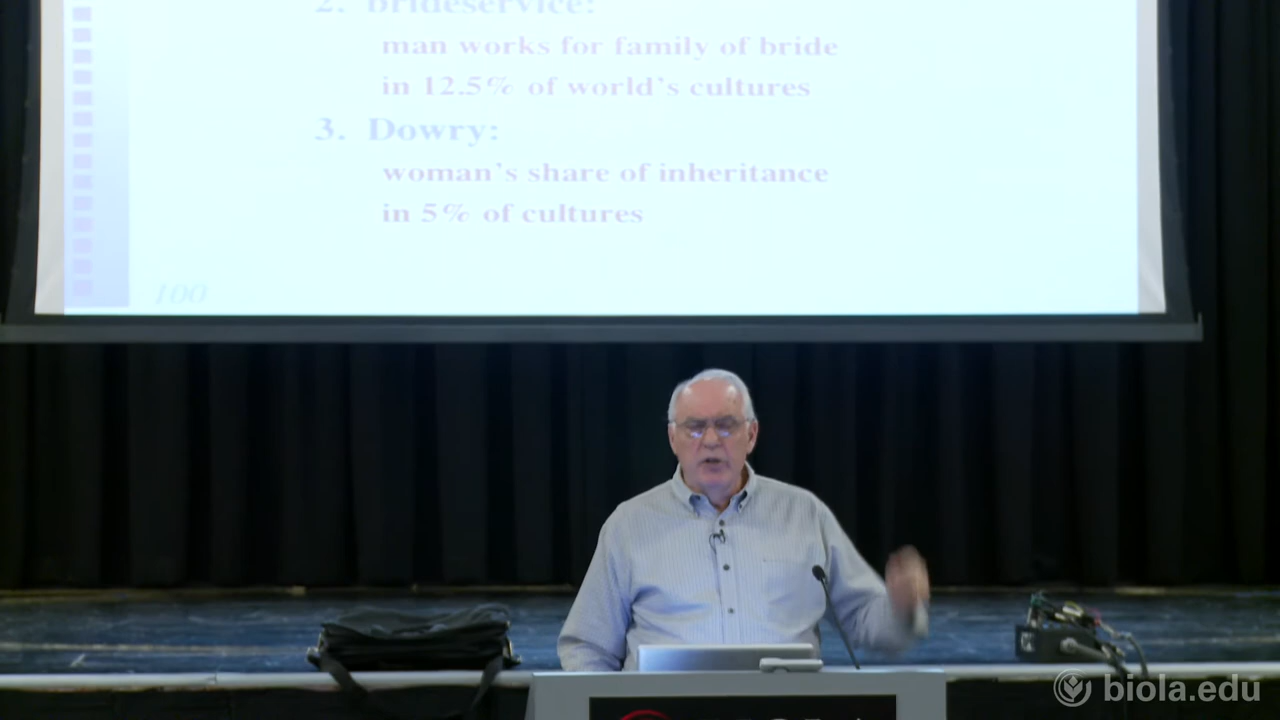 2. brideservice:
man works for family of bride
in 12.5% of world's cultures
3. Dowry:
woman's share of inheritance
in 5% of cultures
100
biola.edu